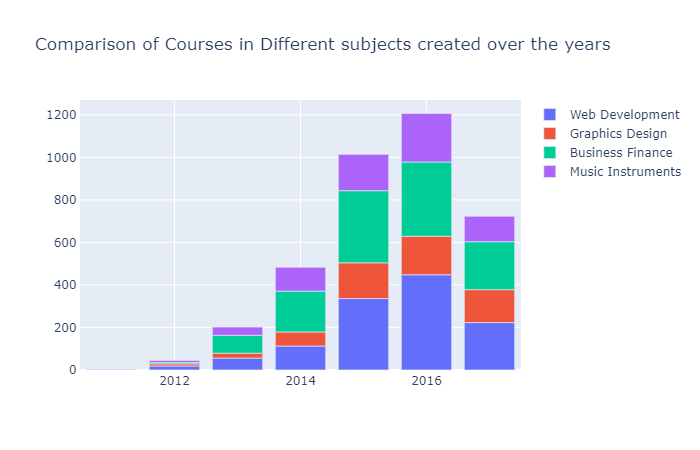 Comparison of Courses in Different subjects created over the years
1200
1000
800
600
400
200
0
2012 2014 2016
Web Development
Graphics Design
Business Finance
Music Instruments